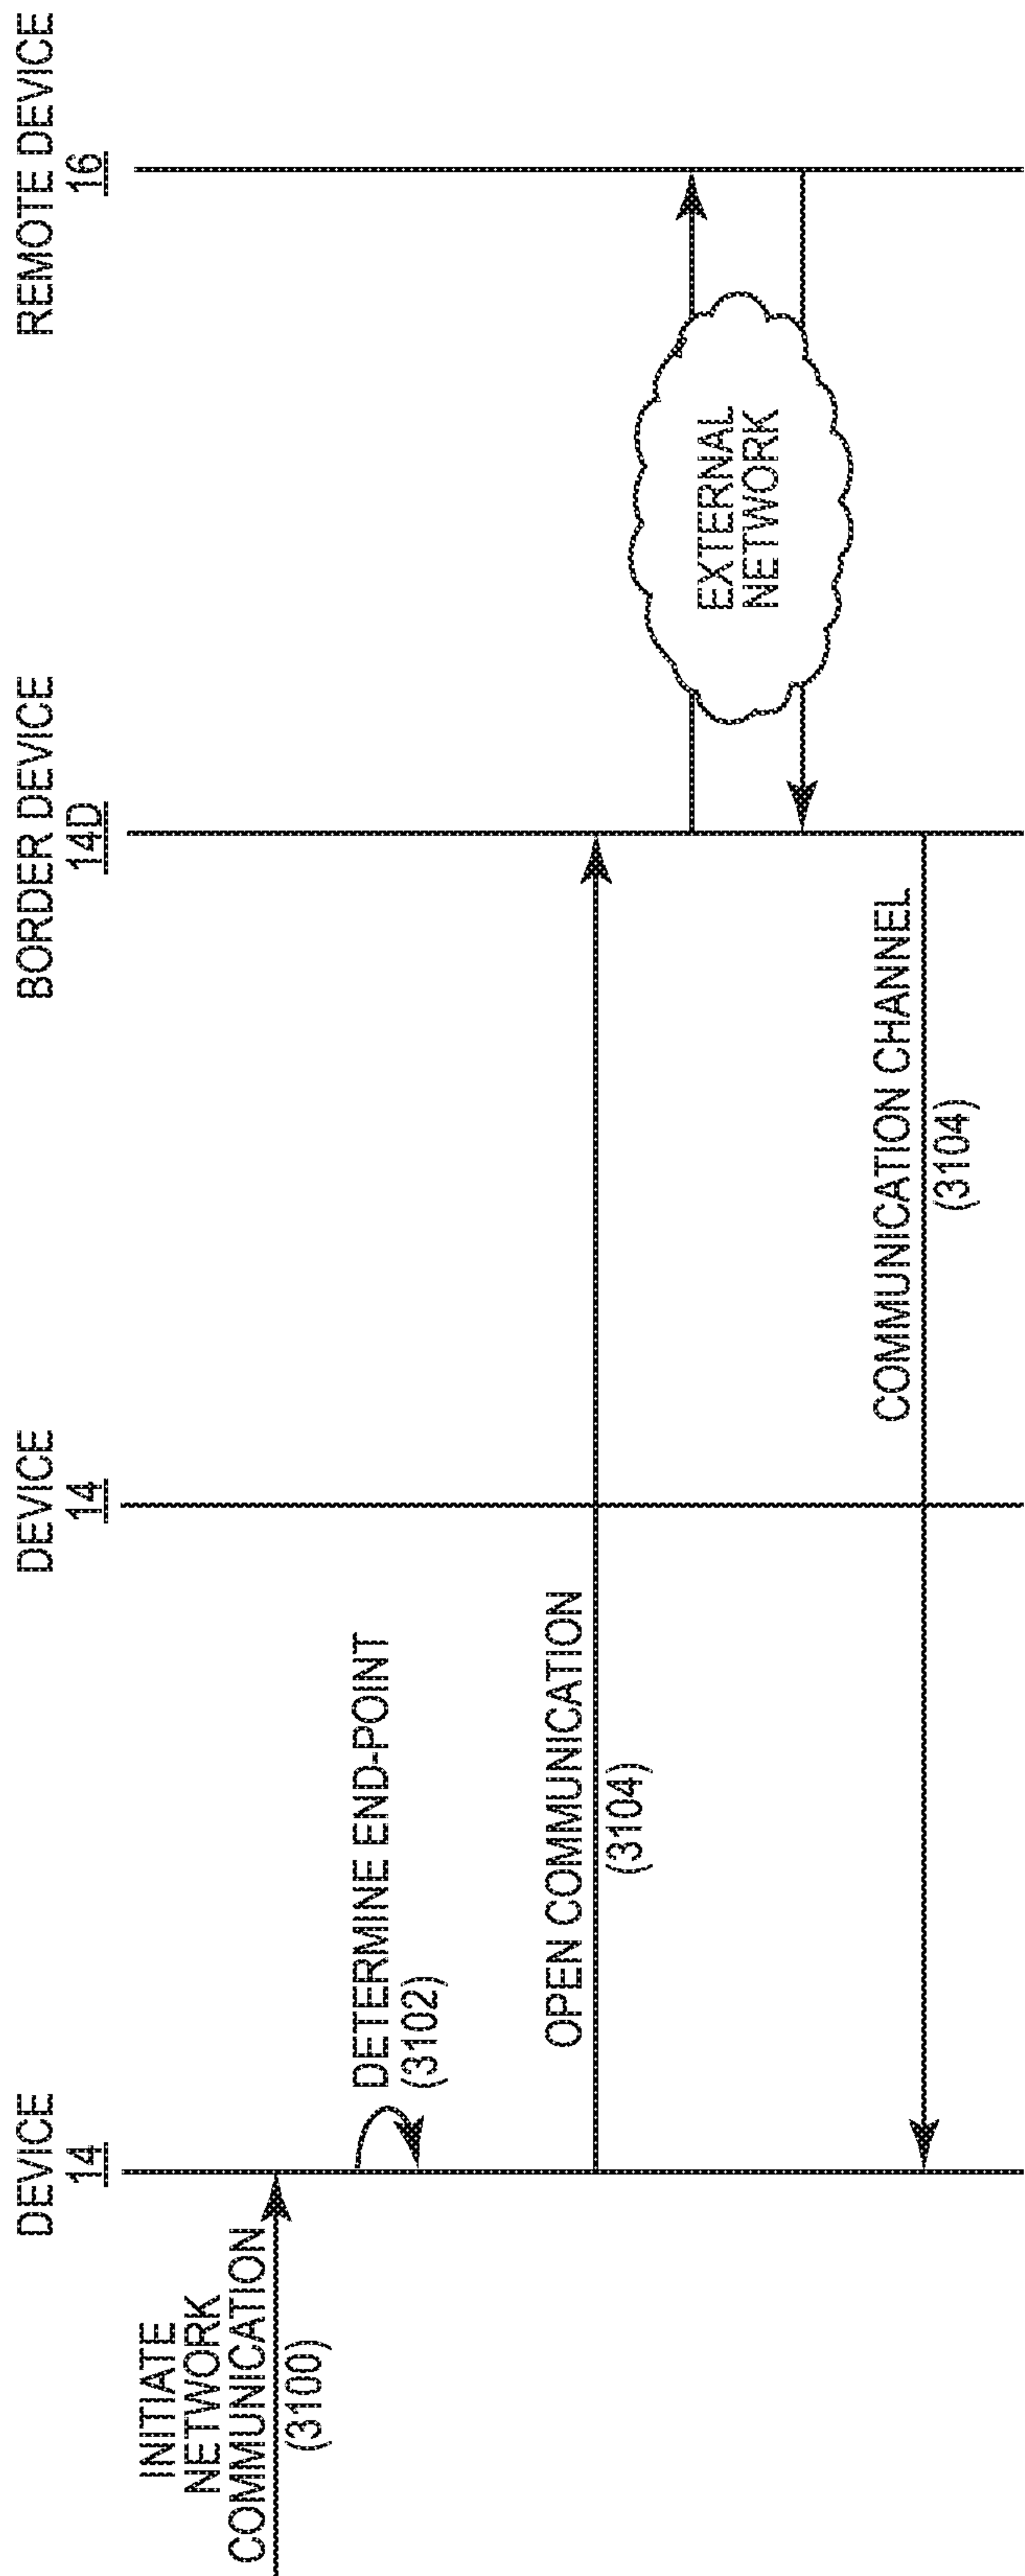 DEVICE
14
DEVICE
14
BORDER DEVICE
14D
REMOTE DEVICE
16
INITIATE
NETWORK
COMMUNICATION
(3100)
DETERMINE END-POINT
(3102)
OPEN COMMUNICATION
(3104)
EXTERNAL
NETWORK
COMMUNICATION CHANNEL
(3104)